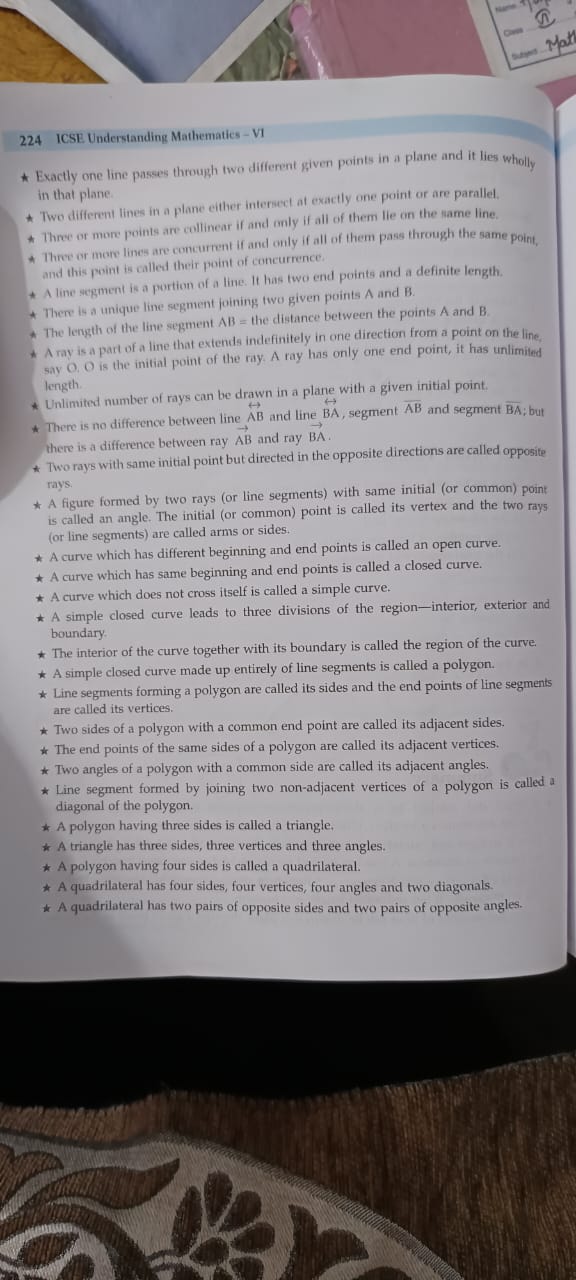 Name
Class
Subject Math
224 ICSE Understanding Mathematics – VI
★ Exactly one line passes through two different given points in a plane and it lies wholly
in that plane.
★ Two different lines in a plane either intersect at exactly one point or are parallel.
★ Three or more points are collinear if and only if all of them lie on the same line.
★ Three or more lines are concurrent if and only if all of them pass through the same point,
and this point is called their point of concurrence.
★ A line segment is a portion of a line. It has two end points and a definite length.
★ There is a unique line segment joining two given points A and B.
★ The length of the line segment AB = the distance between the points A and B.
★ A ray is a part of a line that extends indefinitely in one direction from a point on the line,
say O. O is the initial point of the ray. A ray has only one end point, it has unlimited
length.
★ Unlimited number of rays can be drawn in a plane with a given initial point.
★ There is no difference between line A͍B and line BA, segment AB and segment BA; but
there is a difference between ray AB and ray BA.
★ Two rays with same initial point but directed in the opposite directions are called opposite
rays.
★ A figure formed by two rays (or line segments) with same initial (or common) point
is called an angle. The initial (or common) point is called its vertex and the two rays
(or line segments) are called arms or sides.
★ A curve which has different beginning and end points is called an open curve.
★ A curve which has same beginning and end points is called a closed curve.
★ A curve which does not cross itself is called a simple curve.
★ A simple closed curve leads to three divisions of the region—interior, exterior and
boundary.
★ The interior of the curve together with its boundary is called the region of the curve.
★ A simple closed curve made up entirely of line segments is called a polygon.
★ Line segments forming a polygon are called its sides and the end points of line segments
are called its vertices.
★ Two sides of a polygon with a common end point are called its adjacent sides.
★ The end points of the same sides of a polygon are called its adjacent vertices.
★ Two angles of a polygon with a common side are called its adjacent angles.
★ Line segment formed by joining two non-adjacent vertices of a polygon is called a
diagonal of the polygon.
★ A polygon having three sides is called a triangle.
★ A triangle has three sides, three vertices and three angles.
★ A polygon having four sides is called a quadrilateral.
★ A quadrilateral has four sides, four vertices, four angles and two diagonals.
★ A quadrilateral has two pairs of opposite sides and two pairs of opposite angles.